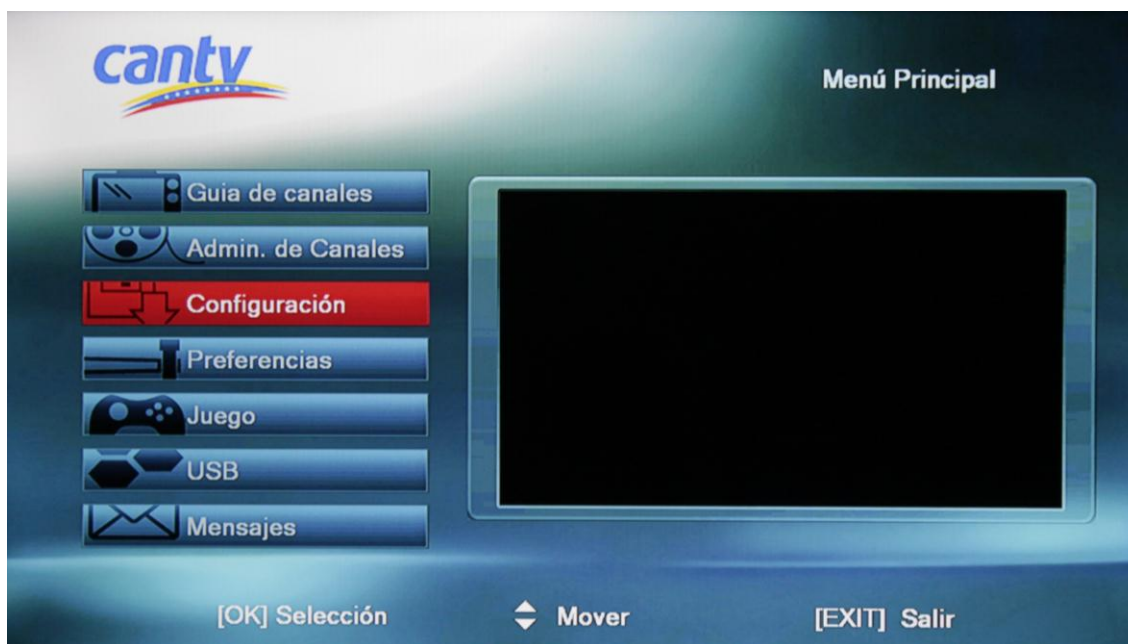 cantv
Menú Principal
Guia de canales
Admin. de Canales
Configuración
Preferencias
Juego
USB
Mensajes
[OK] Selección
Mover
[EXIT] Salir